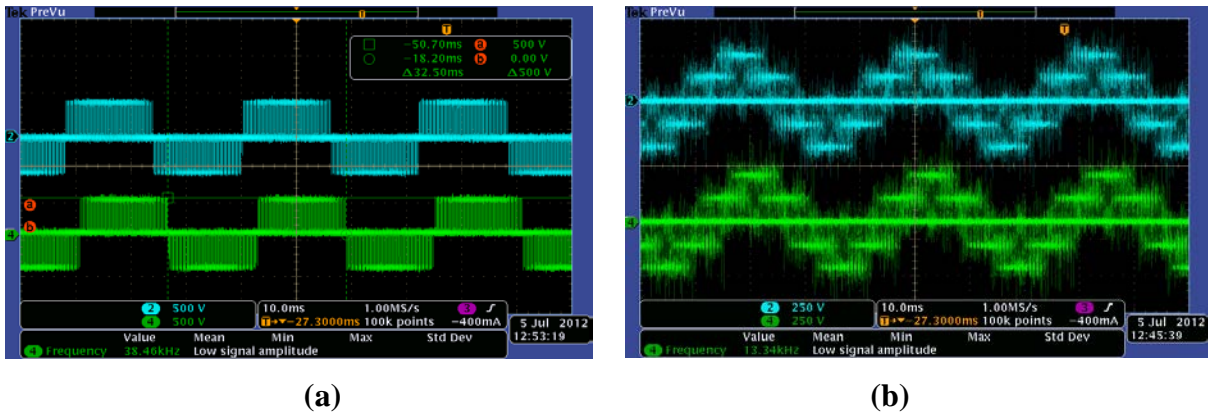 Tek PreVu
T
T
−50.70ms a 500 V
−18.20ms b 0.00 V
Δ32.50ms Δ500 V
2
a
b
4
2 500 V
4 500 V
10.0ms 1.00MS/s 3
T→▾−27.3000ms 100k points −400mA
Value Mean Min Max Std Dev
4 Frequency 38.46kHz Low signal amplitude
5 Jul 2012
12:53:19
(a)
Tek PreVu
T
T
2
4
2 250 V
4 250 V
10.0ms 1.00MS/s 3
T→▾−27.3000ms 100k points −400mA
Value Mean Min Max Std Dev
4 Frequency 13.34kHz Low signal amplitude
5 Jul 2012
12:45:39
(b)